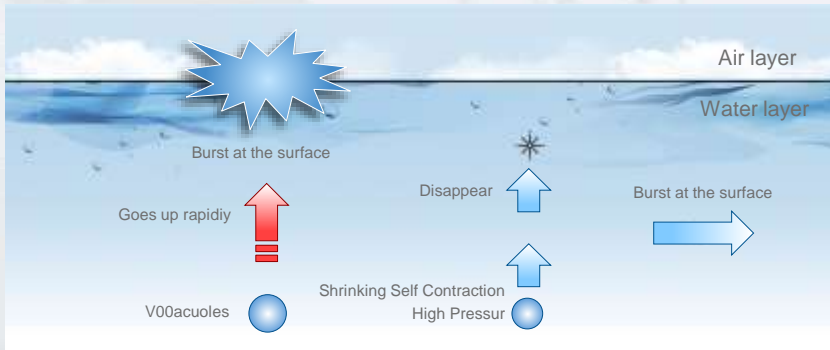 Air layer
Water layer
Burst at the surface
Disappear
Burst at the surface
Goes up rapidiy
Shrinking Self Contraction
V00acuoles
High Pressur